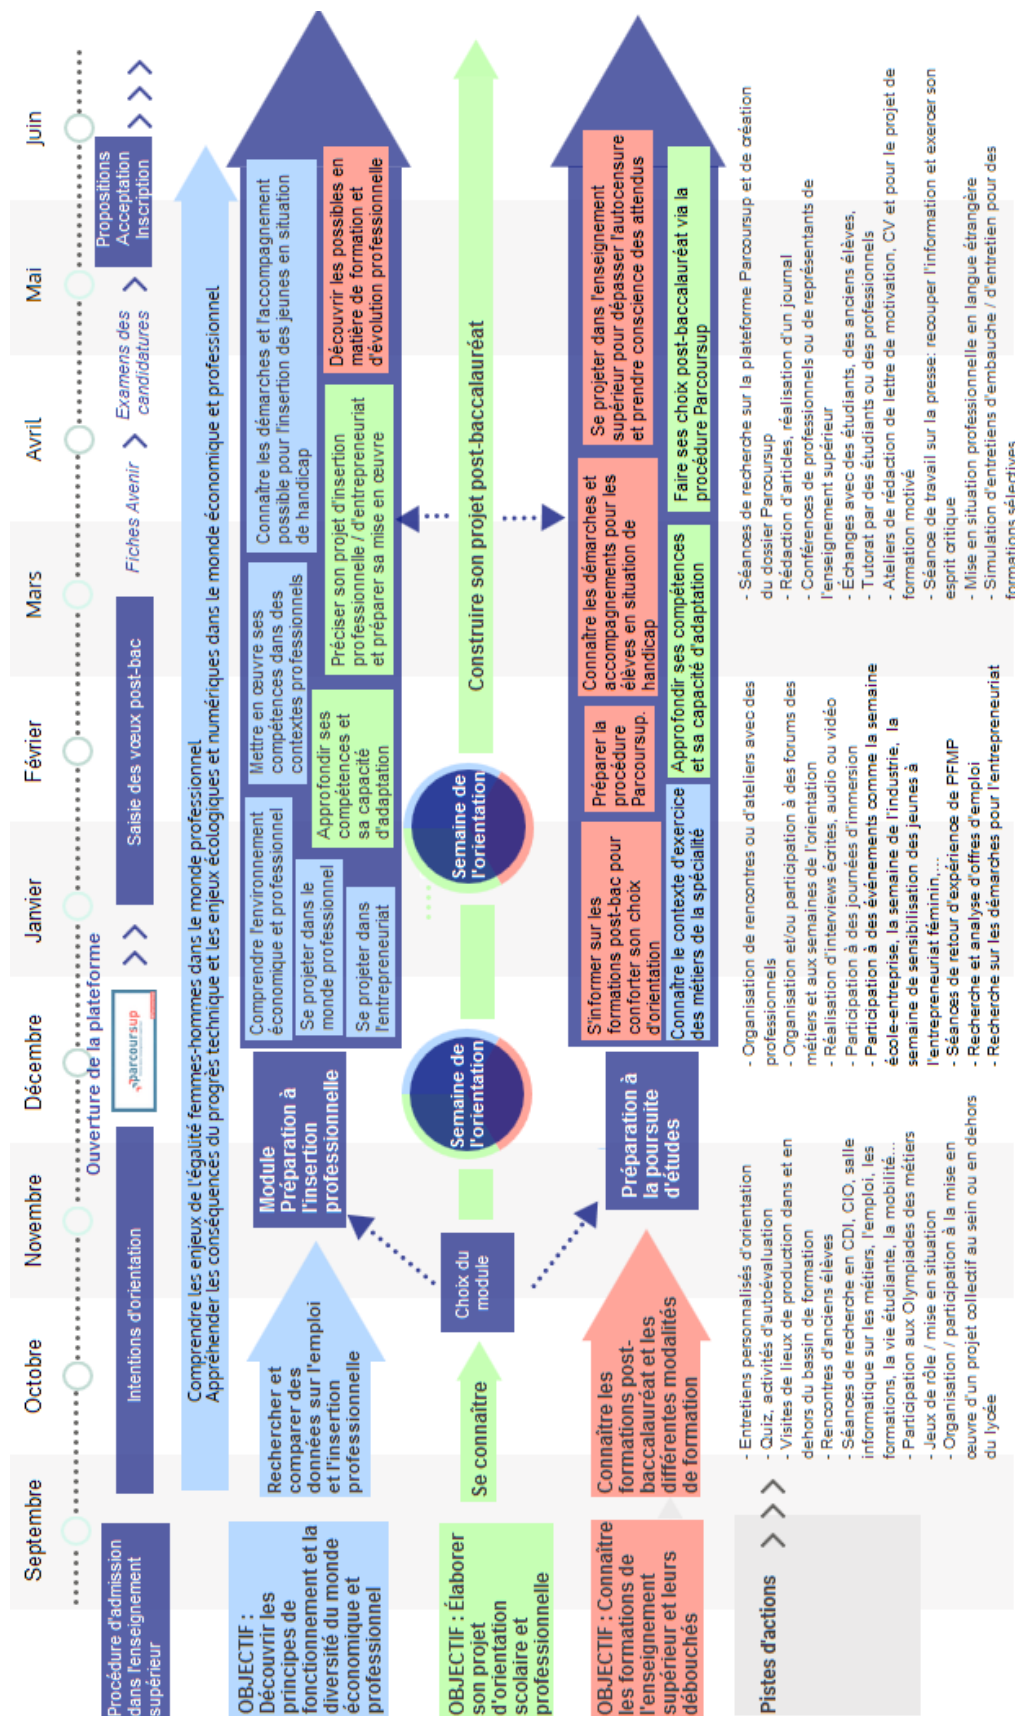 Septembre
Octobre
Novembre
Décembre
Janvier
Février
Mars
Avril
Mai
Juin
Ouverture de la plateforme
Procédure d'admission
dans l'enseignement
supérieur
Intentions d'orientation
parcoursup
Saisie des vœux post-bac
Fiches Avenir
Examens des
candidatures
Propositions
Acceptation
Inscription
Comprendre les enjeux de l'égalité femmes-hommes dans le monde professionnel
Appréhender les conséquences du progrès technique et les enjeux écologiques et numériques dans le monde économique et professionnel
OBJECTIF :
Découvrir les
principes de
fonctionnement et la
diversité du monde
économique et
professionnel
Rechercher et
comparer des
données sur l'emploi
et l'insertion
professionnelle
Module
Préparation à
l'insertion
professionnelle
Comprendre l'environnement
économique et professionnel
Se projeter dans le
monde professionnel
Se projeter dans
l'entrepreneuriat
Mettre en œuvre ses
compétences dans des
contextes professionnels
Approfondir ses
compétences et
sa capacité
d'adaptation
Connaître les démarches et l'accompagnement
possible pour l'insertion des jeunes en situation
de handicap
Préciser son projet d'insertion
professionnelle / d'entrepreneuriat
et préparer sa mise en œuvre
Découvrir les possibles en
matière de formation et
d'évolution professionnelle
OBJECTIF : Élaborer
son projet
d'orientation
scolaire et
professionnelle
Se connaître
Choix du
module
Semaine de
l'orientation
Semaine de
l'orientation
Construire son projet post-baccalauréat
OBJECTIF : Connaître
les formations de
l'enseignement
supérieur et leurs
débouchés
Connaître les
formations post-
baccalauréat et les
différentes modalités
de formation
Préparation à
la poursuite
d'études
S'informer sur les
formations post-bac pour
conforter son choix
d'orientation
Connaître le contexte d'exercice
des métiers de la spécialité
Préparer la
procédure
Parcoursup.
Connaître les démarches et
accompagnements pour les
élèves en situation de
handicap
Approfondir ses compétences
et sa capacité d'adaptation
Se projeter dans l'enseignement
supérieur pour dépasser l'autocensure
et prendre conscience des attendus
Faire ses choix post-baccalauréat via la
procédure Parcoursup
Pistes d'actions
- Entretiens personnalisés d'orientation
- Quiz, activités d'autoévaluation
- Visites de lieux de production dans et en
dehors du bassin de formation
- Rencontres d'anciens élèves
- Séances de recherche en CDI, CIO, salle
informatique sur les métiers, l'emploi, les
formations, la vie étudiante, la mobilité...
- Participation aux Olympiades des métiers
- Jeux de rôle / mise en situation
- Organisation / participation à la mise en
œuvre d'un projet collectif au sein ou en dehors
du lycée
- Organisation de rencontres ou d'ateliers avec des
professionnels
- Organisation et/ou participation à des forums des
métiers et aux semaines de l'orientation
- Réalisation d'interviews écrites, audio ou vidéo
- Participation à des journées d'immersion
- Participation à des événements comme la semaine
école-entreprise, la semaine de l'industrie, la
semaine de sensibilisation des jeunes à
l'entrepreneuriat féminin,...
- Séances de retour d'expérience de PFMP
- Recherche et analyse d'offres d'emploi
- Recherche sur les démarches pour l'entrepreneuriat
- Séances de recherche sur la plateforme Parcoursup et de création
du dossier Parcoursup
- Rédaction d'articles, réalisation d'un journal
- Conférences de professionnels ou de représentants de
l'enseignement supérieur
- Échanges avec des étudiants, des anciens élèves,
- Tutorat par des étudiants ou des professionnels
- Ateliers de rédaction de lettre de motivation, CV et pour le projet de
formation motivé
- Séance de travail sur la presse: recouper l'information et exercer son
esprit critique
- Mise en situation professionnelle en langue étrangère
- Simulation d'entretiens d'embauche / d'entretien pour des
formations sélectives